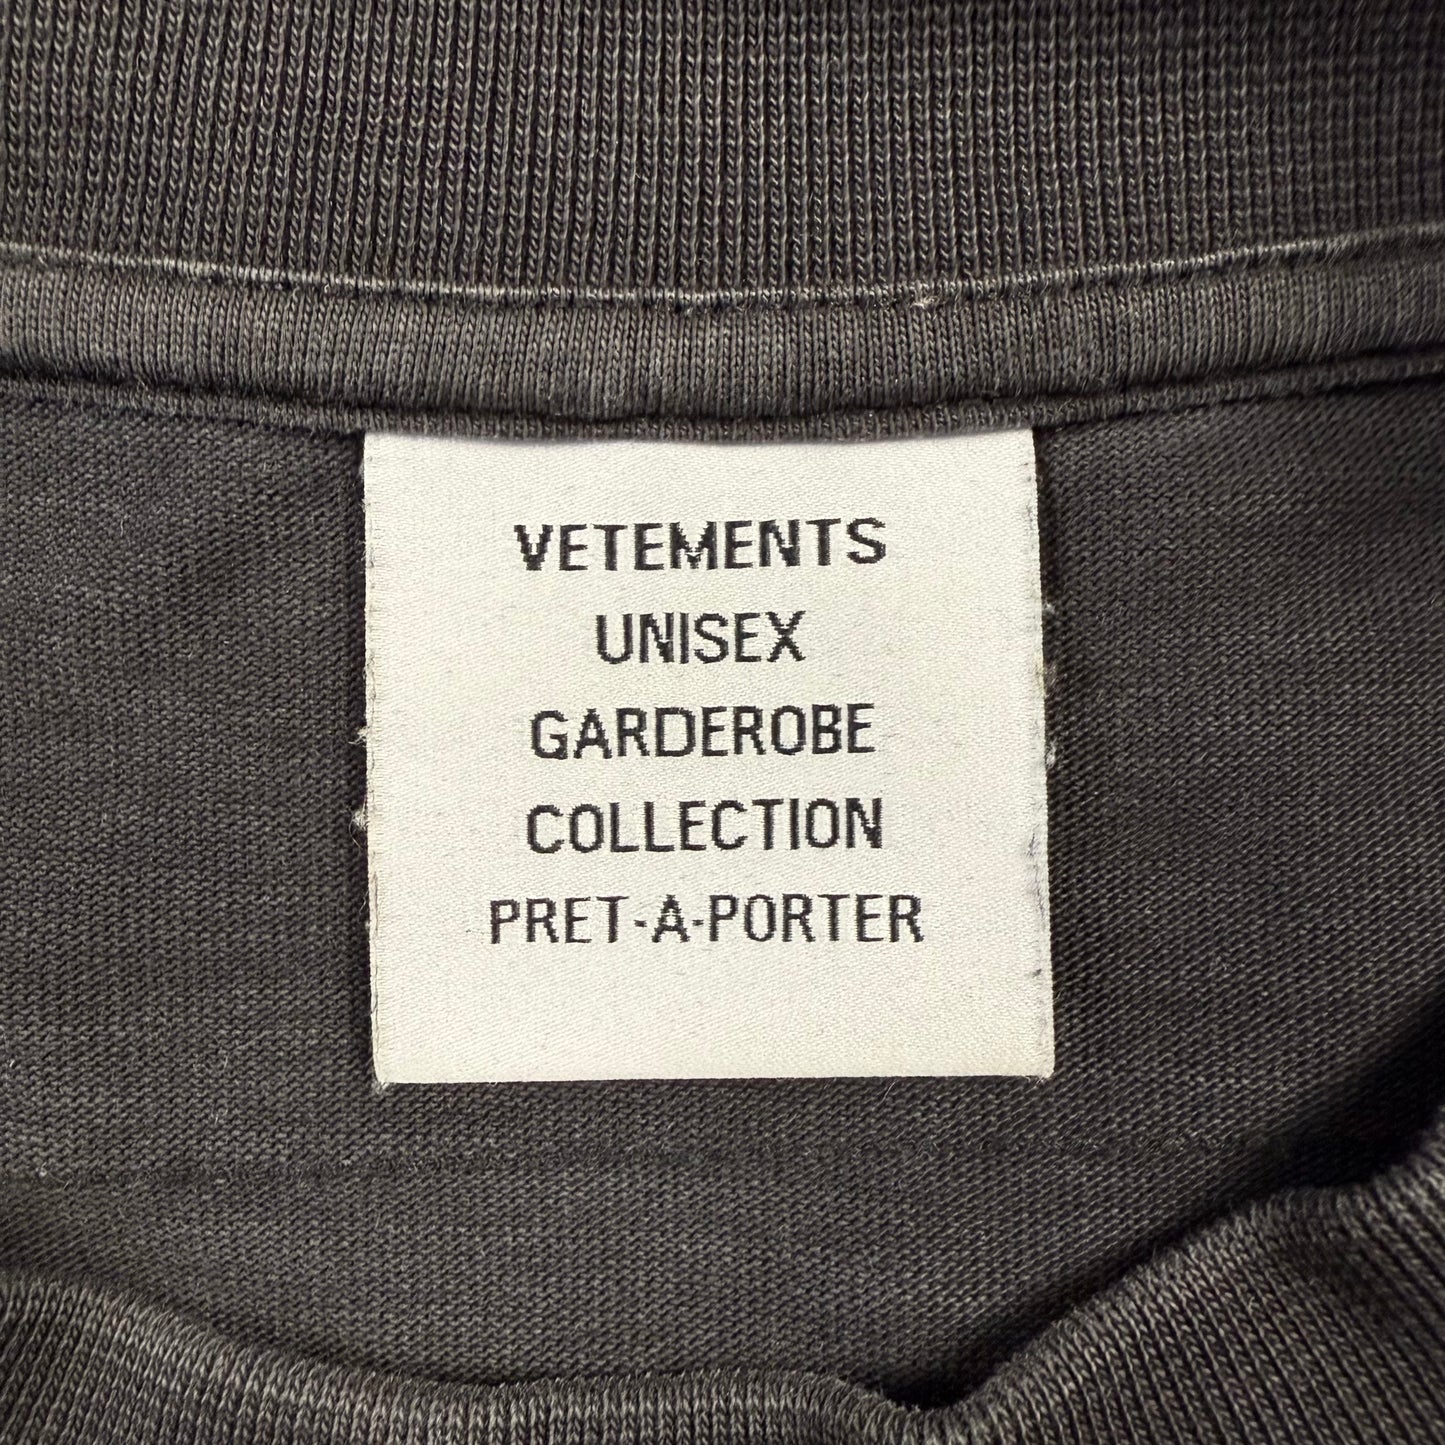 VETEMENTS
UNISEX
GARDEROBE
COLLECTION
PRET-A-PORTER